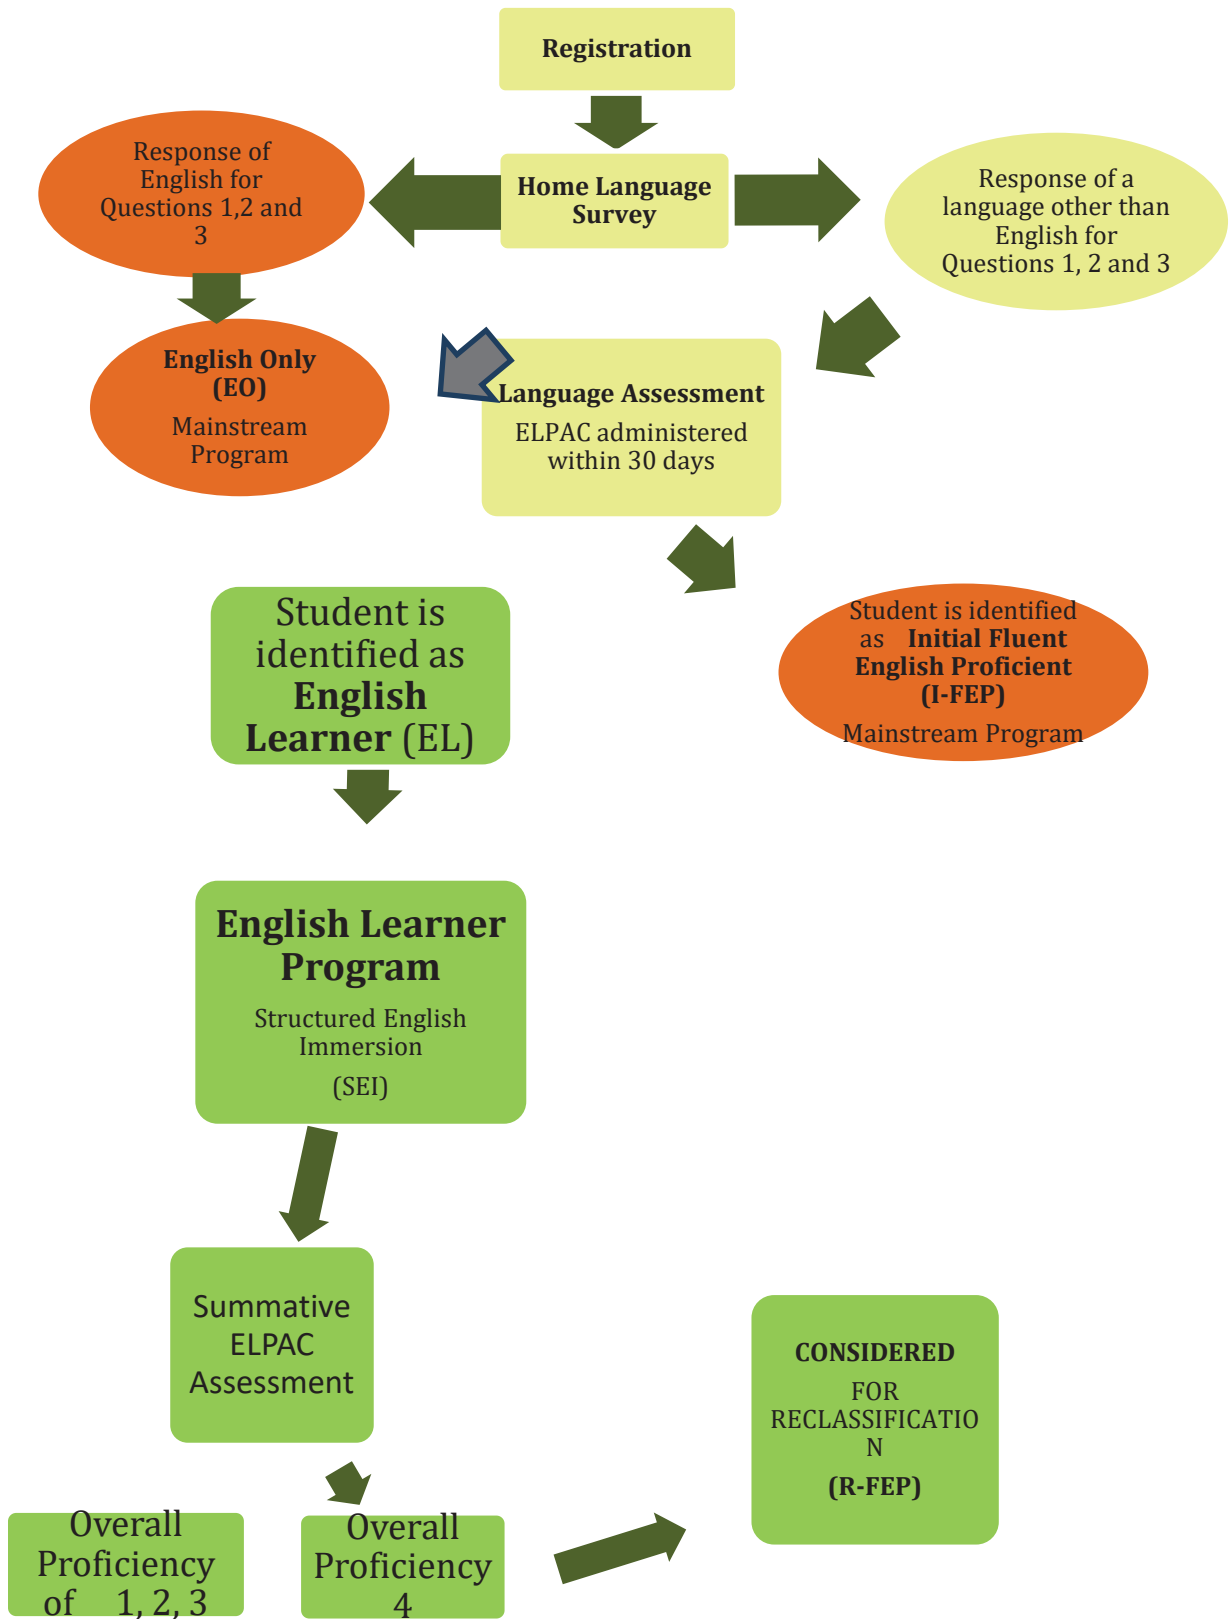 Registration
Home Language
Survey
Response of
English for
Questions 1,2 and
3
Response of a
language other than
English for
Questions 1, 2 and 3
English Only
(EO)
Mainstream
Program
Language Assessment
ELPAC administered
within 30 days
Student is
identified as
English
Learner (EL)
Student is identified
as Initial Fluent
English Proficient
(I-FEP)
Mainstream Program
English Learner
Program
Structured English
Immersion
(SEI)
Summative
ELPAC
Assessment
CONSIDERED
FOR
RECLASSIFICATIO
N
(R-FEP)
Overall
Proficiency
of 1, 2, 3
Overall
Proficiency
4